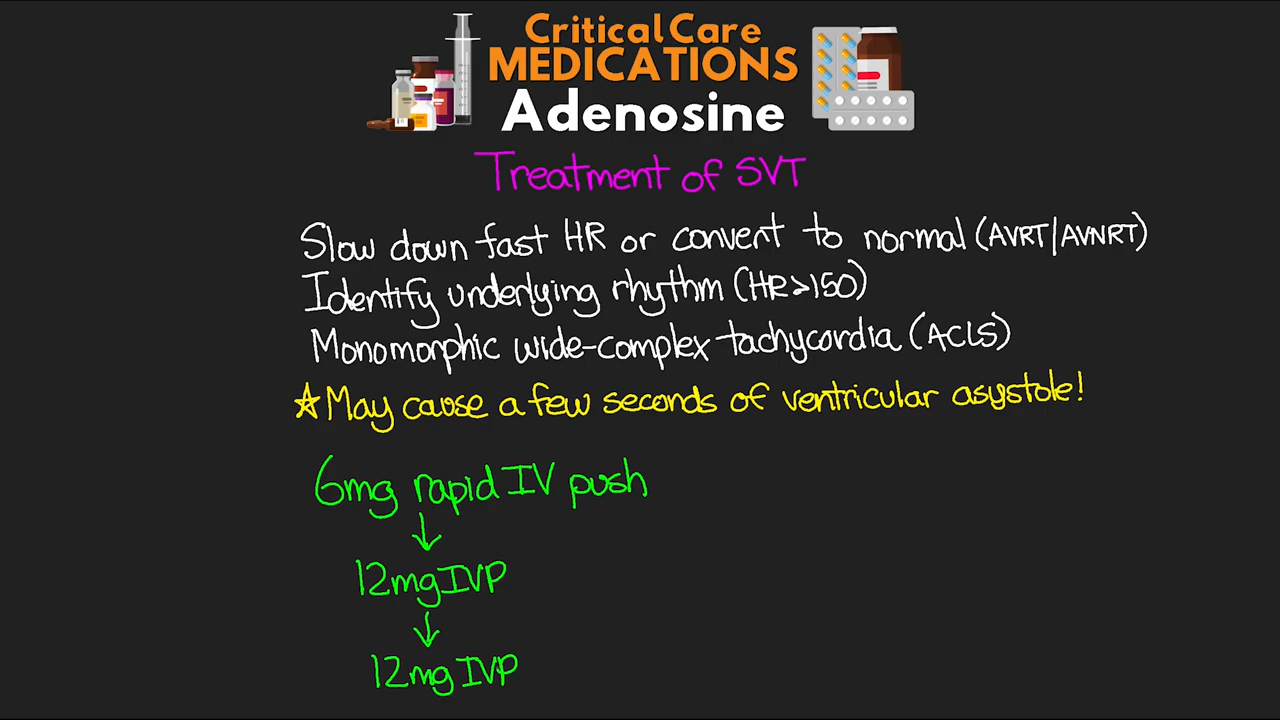 Critical Care
MEDICATIONS
Adenosine
Treatment of SVT
Slow down fast HR or convert to normal (AVRT/AVNRT)
Identify underlying rhythm (HR>150)
Monomorphic wide-complex tachycardia (ACLS)
☆May cause a few seconds of ventricular asystole!
6mg rapid IV push
↓
12mg IVP
↓
12mg IVP